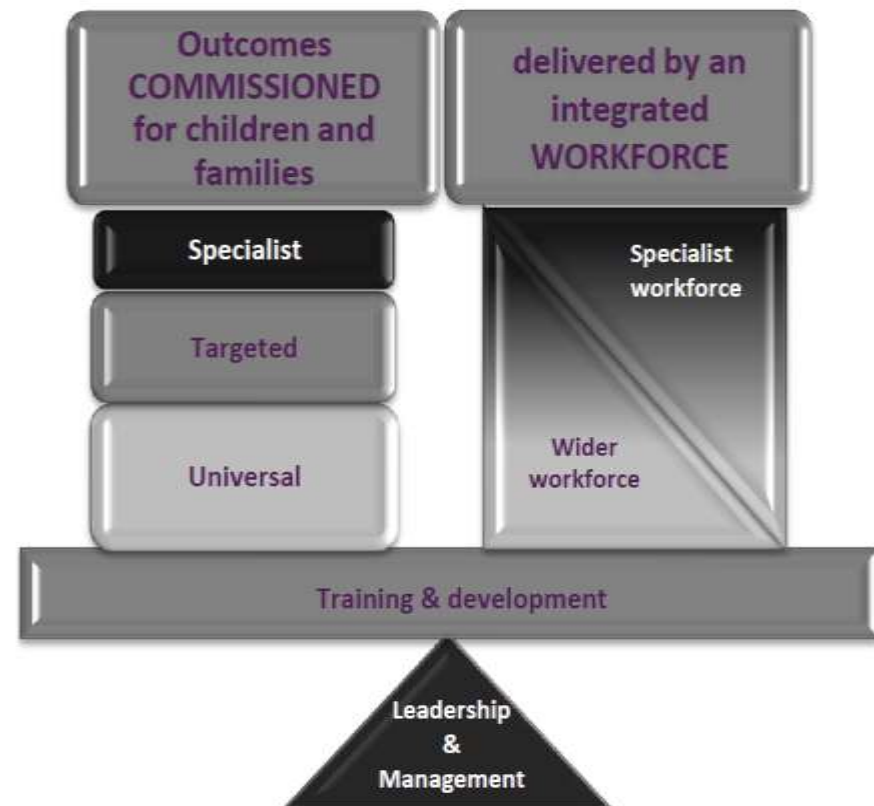 Outcomes
COMMISSIONED
for children and
families
delivered by an
integrated
WORKFORCE
Specialist
Targeted
Universal
Specialist
workforce
Wider
workforce
Training & development
Leadership
&
Management